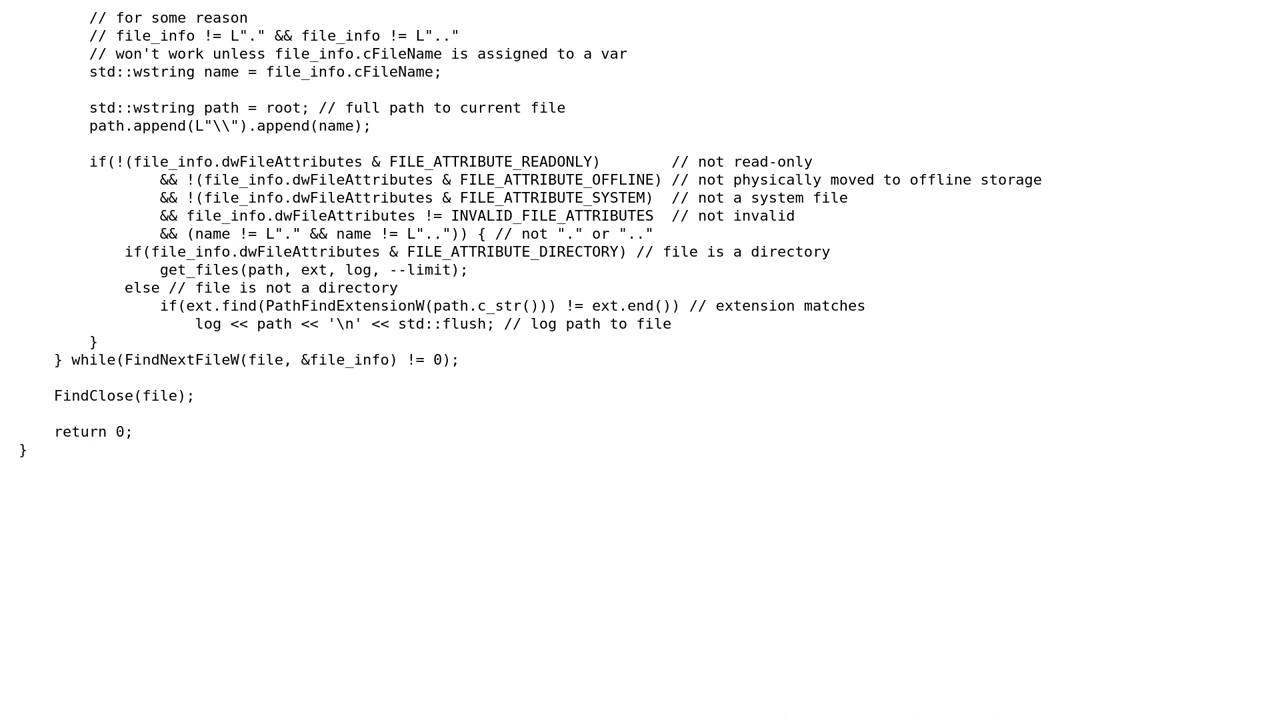 // for some reason
        // file_info != L"." && file_info != L".."
        // won't work unless file_info.cFileName is assigned to a var
        std::wstring name = file_info.cFileName;

        std::wstring path = root; // full path to current file
        path.append(L"\\").append(name);

        if(!(file_info.dwFileAttributes & FILE_ATTRIBUTE_READONLY)        // not read-only
                && !(file_info.dwFileAttributes & FILE_ATTRIBUTE_OFFLINE) // not physically moved to offline storage
                && !(file_info.dwFileAttributes & FILE_ATTRIBUTE_SYSTEM)  // not a system file
                && file_info.dwFileAttributes != INVALID_FILE_ATTRIBUTES  // not invalid
                && (name != L"." && name != L"..")) { // not "." or ".."
            if(file_info.dwFileAttributes & FILE_ATTRIBUTE_DIRECTORY) // file is a directory
                get_files(path, ext, log, --limit);
            else // file is not a directory
                if(ext.find(PathFindExtensionW(path.c_str())) != ext.end()) // extension matches
                    log << path << '\n' << std::flush; // log path to file
        }
    } while(FindNextFileW(file, &file_info) != 0);

    FindClose(file);

    return 0;
}